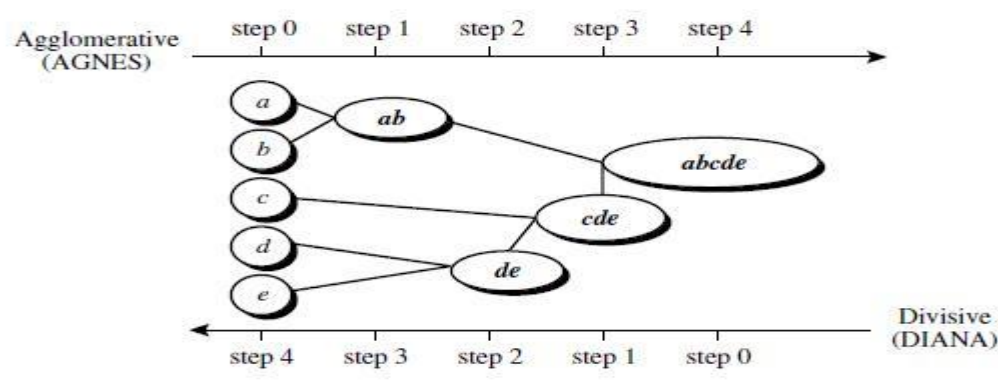 Agglomerative
(AGNES)
step 0 step 1 step 2 step 3 step 4
a
ab
b
abcde
c
cde
d
de
e
Divisive
(DIANA)
step 4 step 3 step 2 step 1 step 0